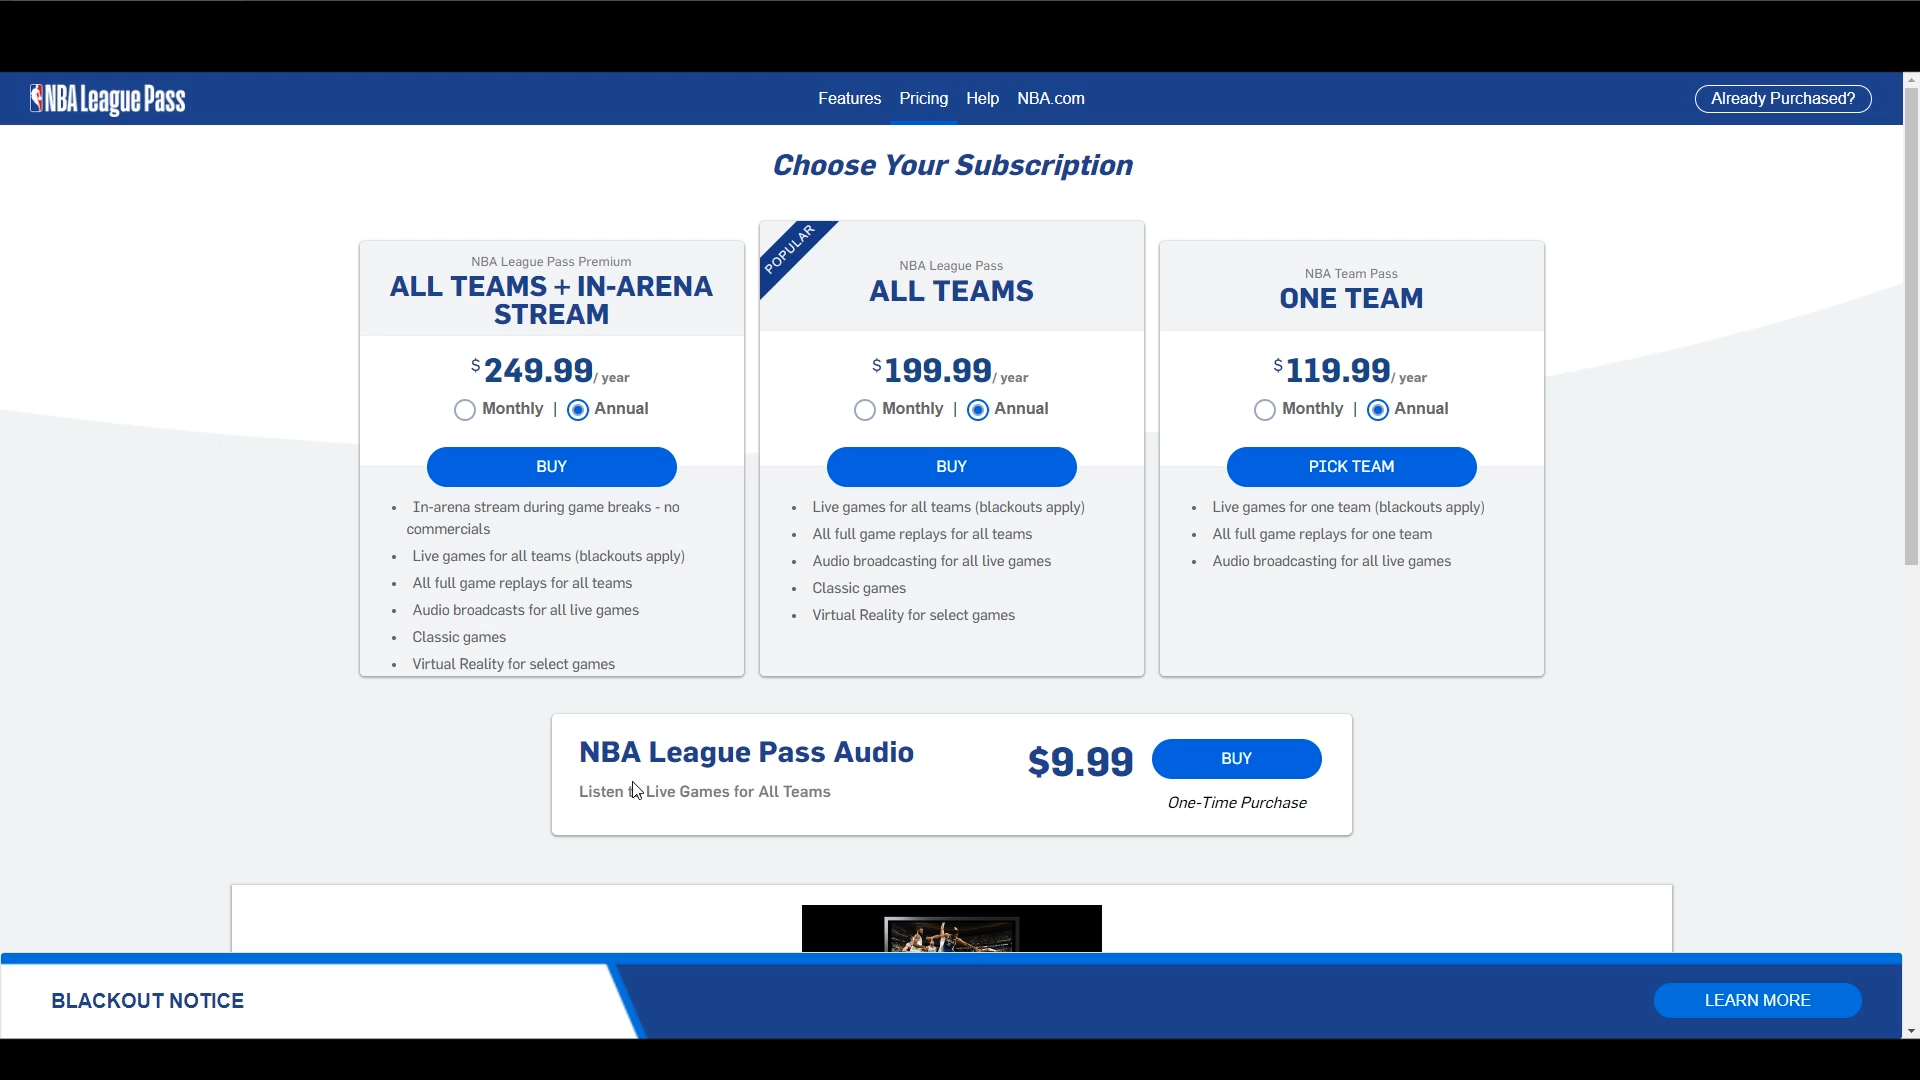 NBA League Pass
Features Pricing Help NBA.com
Already Purchased?
Choose Your Subscription
NBA League Pass Premium
ALL TEAMS + IN-ARENA
STREAM
$249.99/ year
Monthly | Annual
BUY
• In-arena stream during game breaks - no
commercials
• Live games for all teams (blackouts apply)
• All full game replays for all teams
• Audio broadcasts for all live games
• Classic games
• Virtual Reality for select games
POPULAR
NBA League Pass
ALL TEAMS
$199.99/ year
Monthly | Annual
BUY
• Live games for all teams (blackouts apply)
• All full game replays for all teams
• Audio broadcasting for all live games
• Classic games
• Virtual Reality for select games
NBA Team Pass
ONE TEAM
$119.99/ year
Monthly | Annual
PICK TEAM
• Live games for one team (blackouts apply)
• All full game replays for one team
• Audio broadcasting for all live games
NBA League Pass Audio
Listen Live Games for All Teams
$9.99
BUY
One-Time Purchase
BLACKOUT NOTICE
LEARN MORE